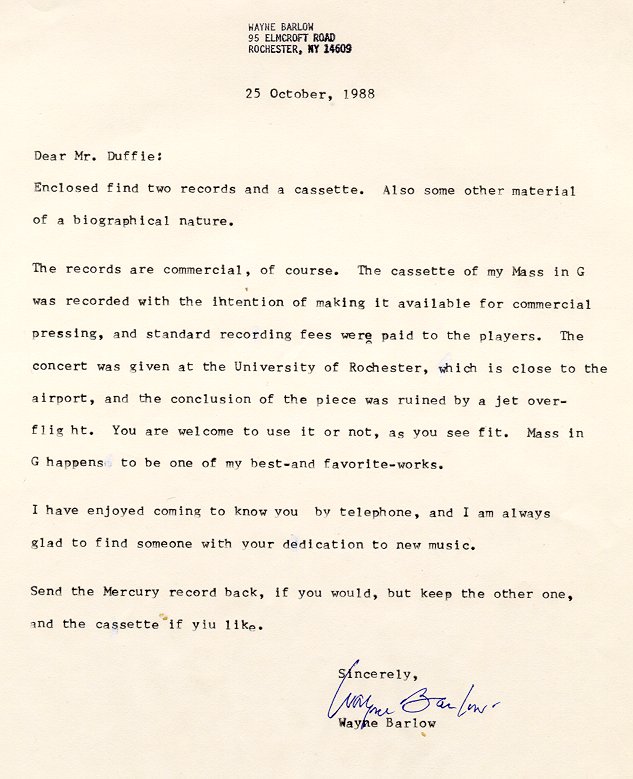 WAYNE BARLOW
95 ELMCROFT ROAD
ROCHESTER, NY 14609
25 October, 1988
Dear Mr. Duffie:
Enclosed find two records and a cassette. Also some other material
of a biographical nature.
The records are commercial, of course. The cassette of my Mass in G
was recorded with the ihtention of making it available for commercial
pressing, and standard recording fees were paid to the players. The
concert was given at the University of Rochester, which is close to the
airport, and the conclusion of the piece was ruined by a jet over-
flig ht. You are welcome to use it or not, as you see fit. Mass in
G happens to be one of my best-and favorite-works.
I have enjoyed coming to know you by telephone, and I am always
glad to find someone with your dedication to new music.
Send the Mercury record back, if you would, but keep the other one,
and the cassette if yiu like.
Sincerely,
Wayne Barlow
Wayne Barlow